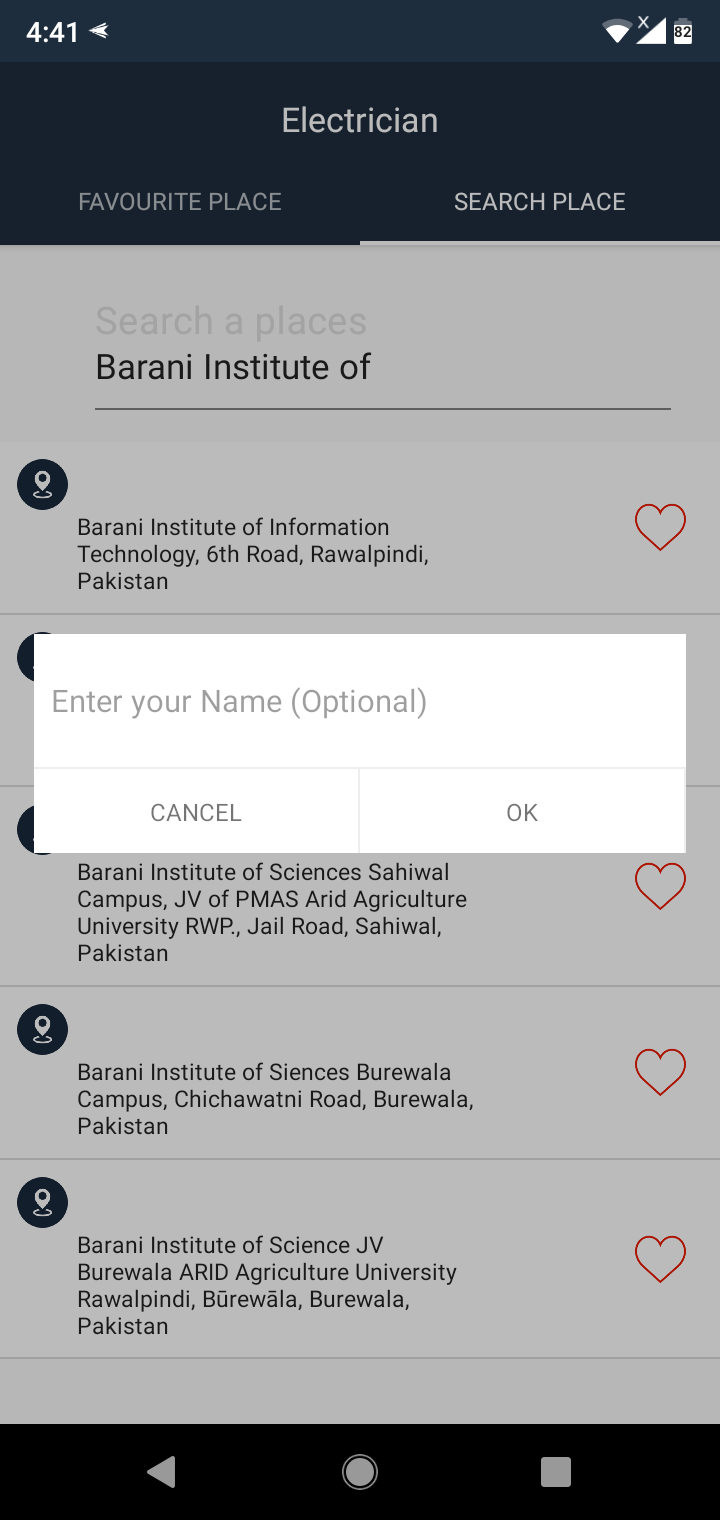 4:41
82
Electrician
FAVOURITE PLACE
SEARCH PLACE
Search a places
Barani Institute of
Barani Institute of Information
Technology, 6th Road, Rawalpindi,
Pakistan
Enter your Name (Optional)
CANCEL
OK
Barani Institute of Sciences Sahiwal
Campus, JV of PMAS Arid Agriculture
University RWP., Jail Road, Sahiwal,
Pakistan
Barani Institute of Siences Burewala
Campus, Chichawatni Road, Burewala,
Pakistan
Barani Institute of Science JV
Burewala ARID Agriculture University
Rawalpindi, Būrewāla, Burewala,
Pakistan